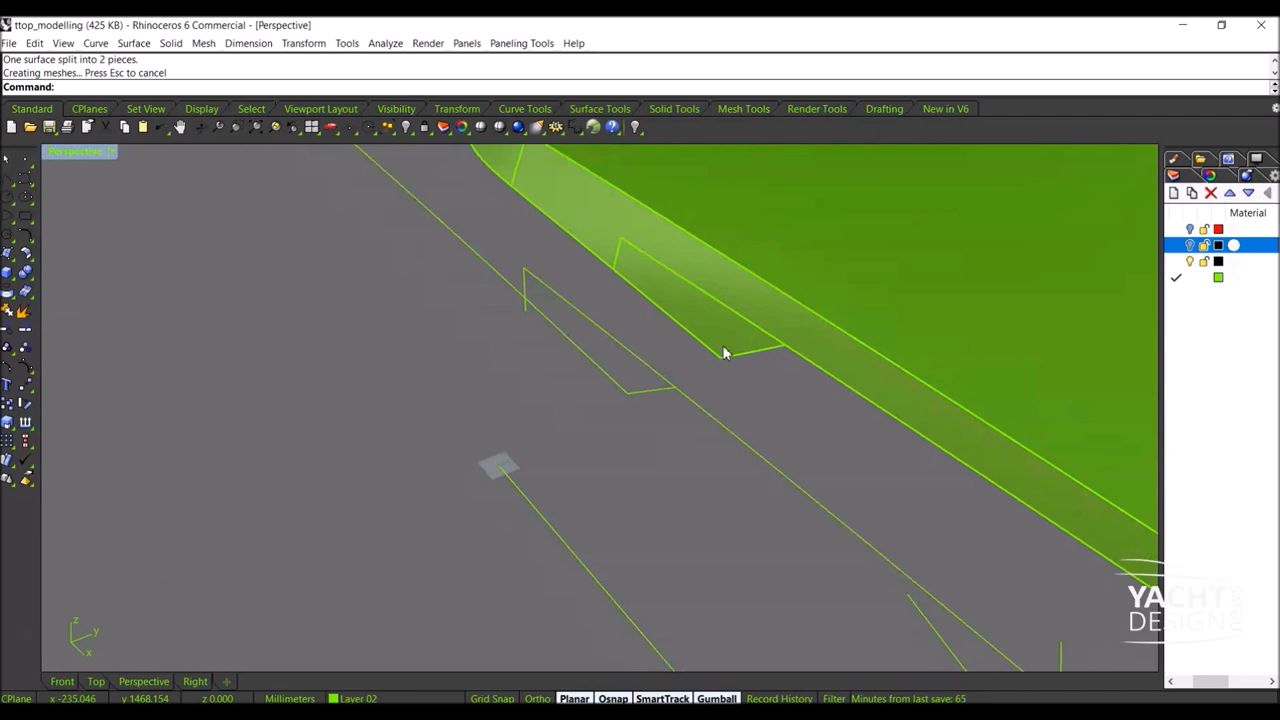 ttop_modelling (425 KB) - Rhinoceros 6 Commercial - [Perspective]
File Edit View Curve Surface Solid Mesh Dimension Transform Tools Analyze Render Panels Paneling Tools Help
One surface split into 2 pieces.
Creating meshes... Press Esc to cancel
Command:
Standard CPlanes Set View Display Select Viewport Layout Visibility Transform Curve Tools Surface Tools Solid Tools Mesh Tools Render Tools Drafting New in V6
Perspective
Material
YACHT
DESIGN news
z
y
x
Front Top Perspective Right
CPlane x -235.046 y 1468.154 z 0.000 Millimeters Layer 02 Grid Snap Ortho Planar Osnap SmartTrack Gumball Record History Filter Minutes from last save: 65